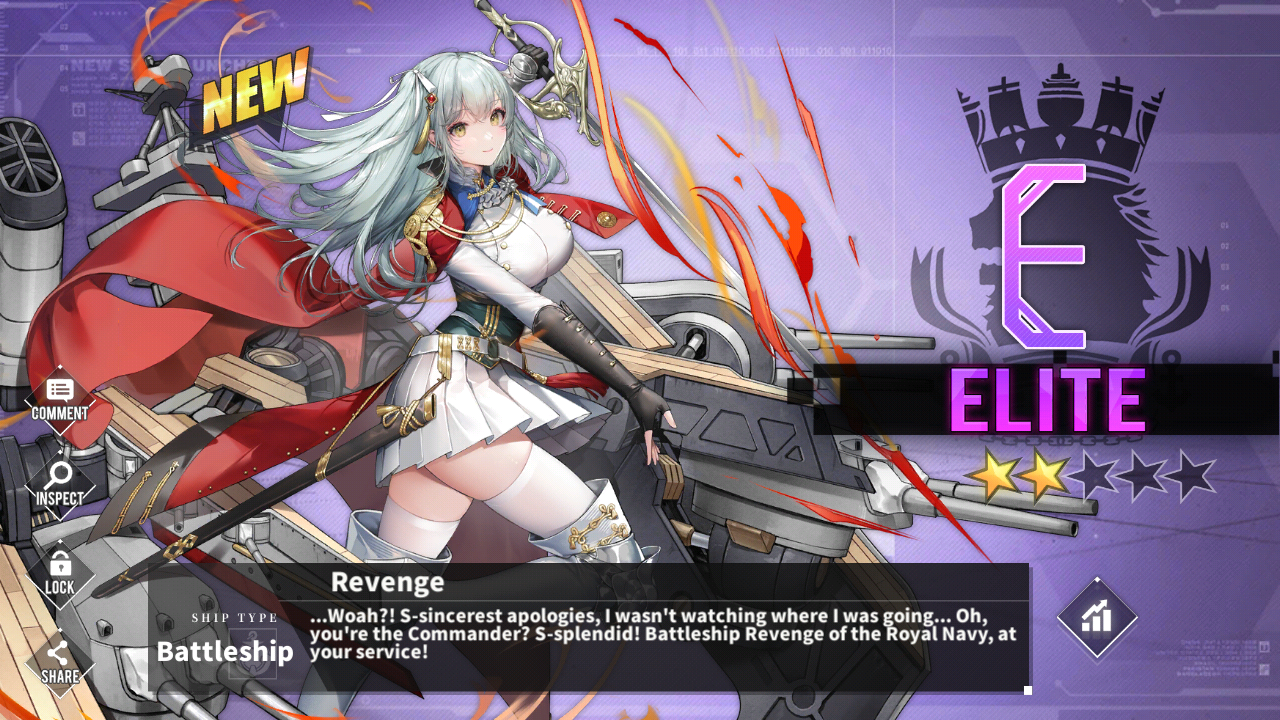 NEW
E
ELITE
COMMENT
INSPECT
LOCK
SHARE
Revenge
SHIP TYPE
Battleship
...Woah?! S-sincerest apologies, I wasn't watching where I was going... Oh,
you're the Commander? S-splendid! Battleship Revenge of the Royal Navy, at
your service!